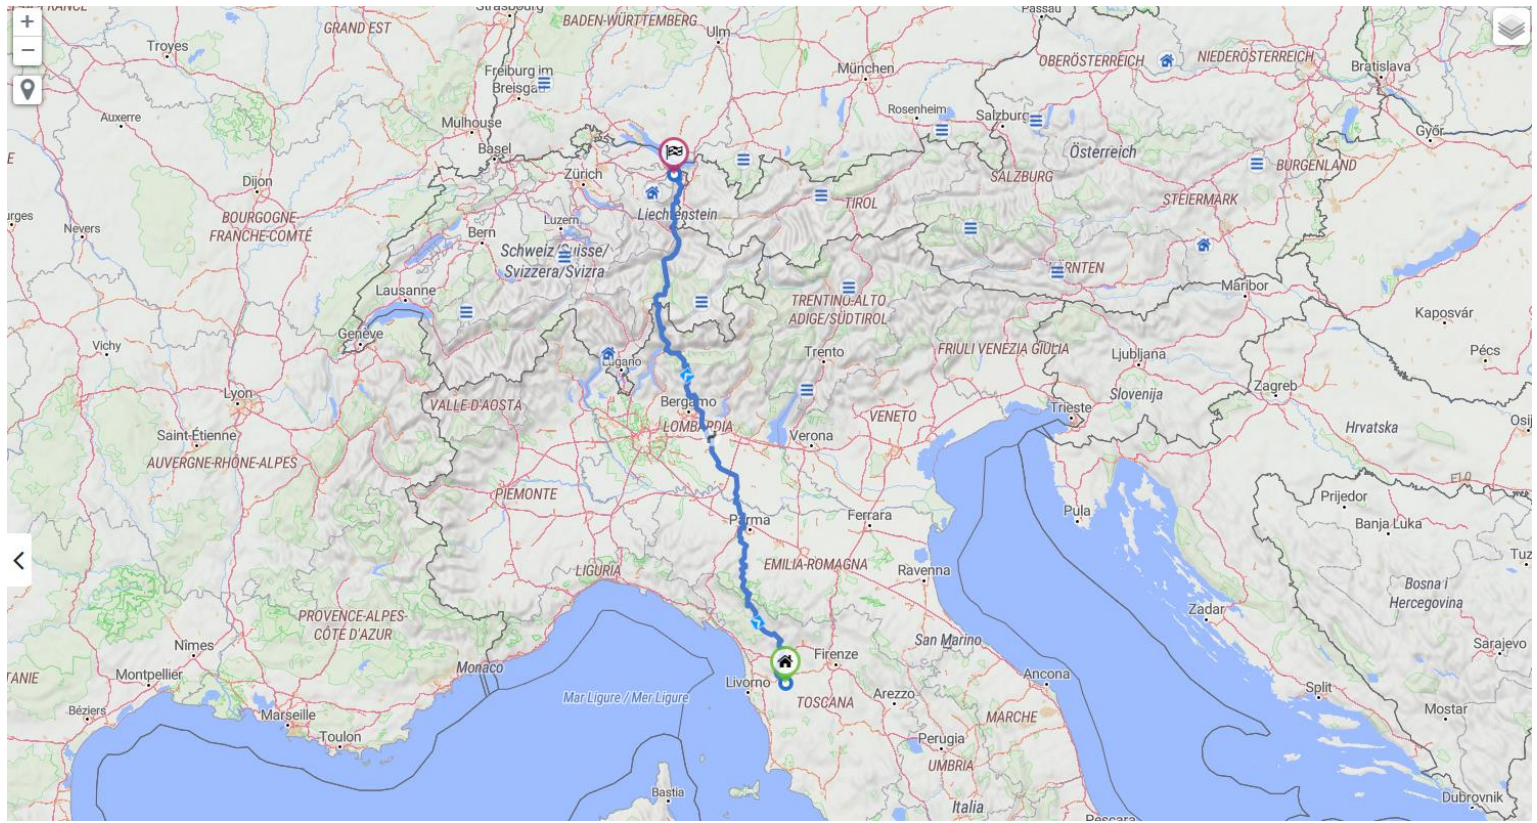 FRANCE
Strasbourg
BADEN-WÜRTTEMBERG
Passau
+
GRAND EST
Ulm
Troyes
−
OBERÖSTERREICH
NIEDERÖSTERREICH
München
Bratislava
Freiburg im
Breisgau
Auxerre
Mulhouse
Rosenheim
Salzburg
Győr
Basel
Österreich
BURGENLAND
Zürich
Dijon
SALZBURG
TIROL
STEIERMARK
BOURGOGNE-
FRANCHE-COMTÉ
Liechtenstein
Luzern
Nevers
Bern
Schweiz/Suisse/
Svizzera/Svizra
KÄRNTEN
Lausanne
Maribor
TRENTINO-ALTO
ADIGE/SÜDTIROL
Kaposvár
Genève
Vichy
FRIULI VENEZIA GIULIA
Trento
Ljubljana
Pécs
Lugano
Lyon
Zagreb
Slovenija
VALLE D'AOSTA
Bergamo
Trieste
VENETO
LOMBARDIA
Hrvatska
Saint-Étienne
Verona
AUVERGNE-RHÔNE-ALPES
PIEMONTE
Prijedor
Pula
Ferrara
Parma
Banja Luka
LIGURIA
EMILIA-ROMAGNA
Ravenna
Bosna i
Hercegovina
Zadar
PROVENCE-ALPES-
CÔTE D'AZUR
San Marino
Nîmes
Sarajevo
Firenze
Monaco
Montpellier
Livorno
Ancona
Mar Ligure / Mer Ligure
Arezzo
Split
TOSCANA
Béziers
Marseille
MARCHE
Mostar
Toulon
Perugia
UMBRIA
Bastia
Dubrovnik
Italia
Pescara